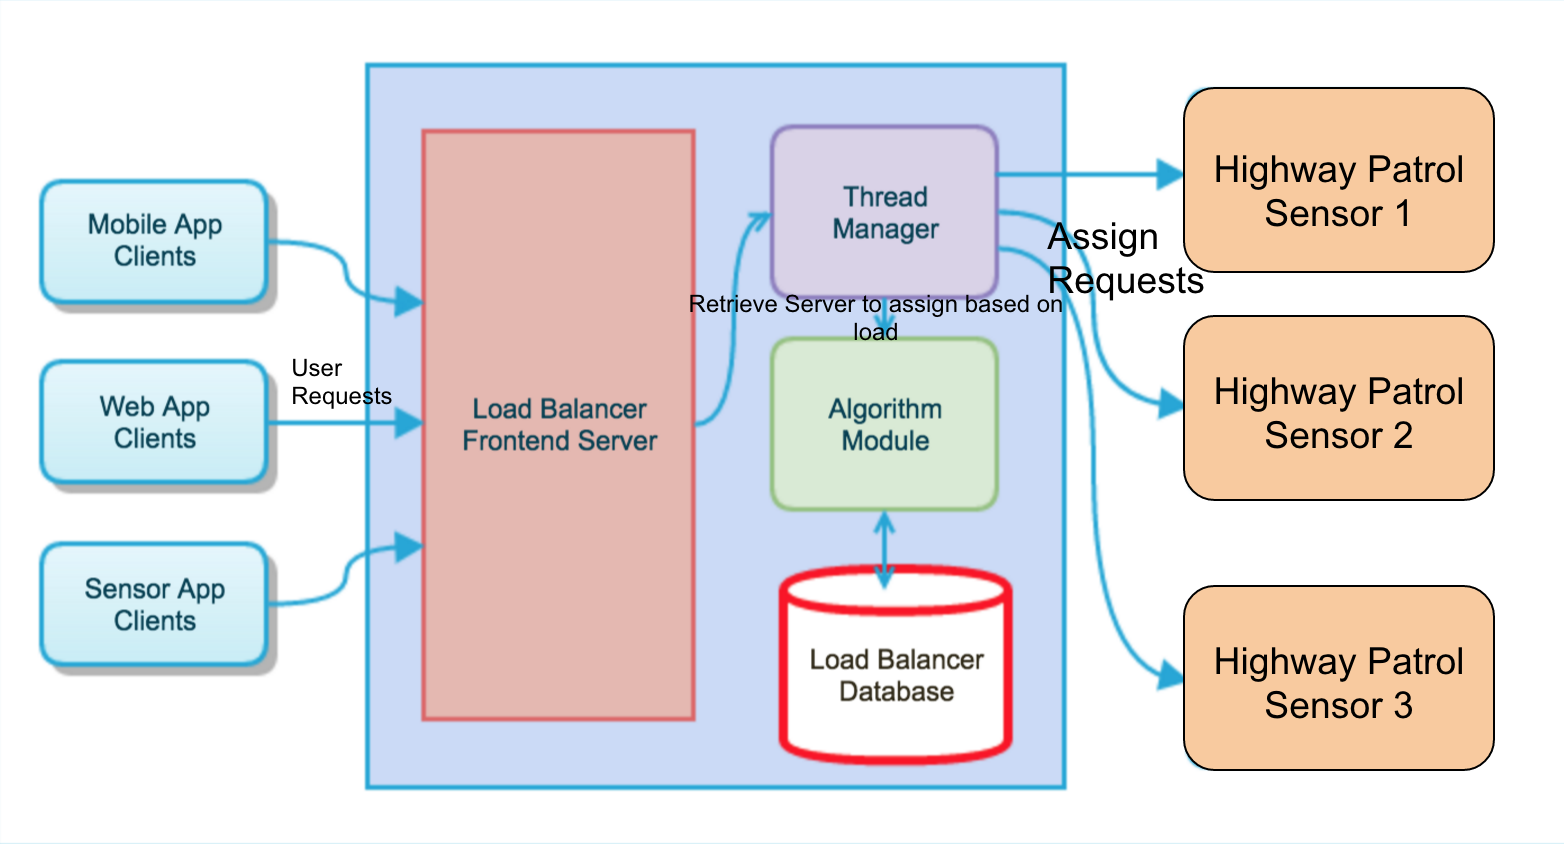 Mobile App
Clients
Web App
Clients
Sensor App
Clients
User
Requests
Load Balancer
Frontend Server
Thread
Manager
Retrieve Server to assign based on
load
Algorithm
Module
Load Balancer
Database
Assign
Requests
Highway Patrol
Sensor 1
Highway Patrol
Sensor 2
Highway Patrol
Sensor 3